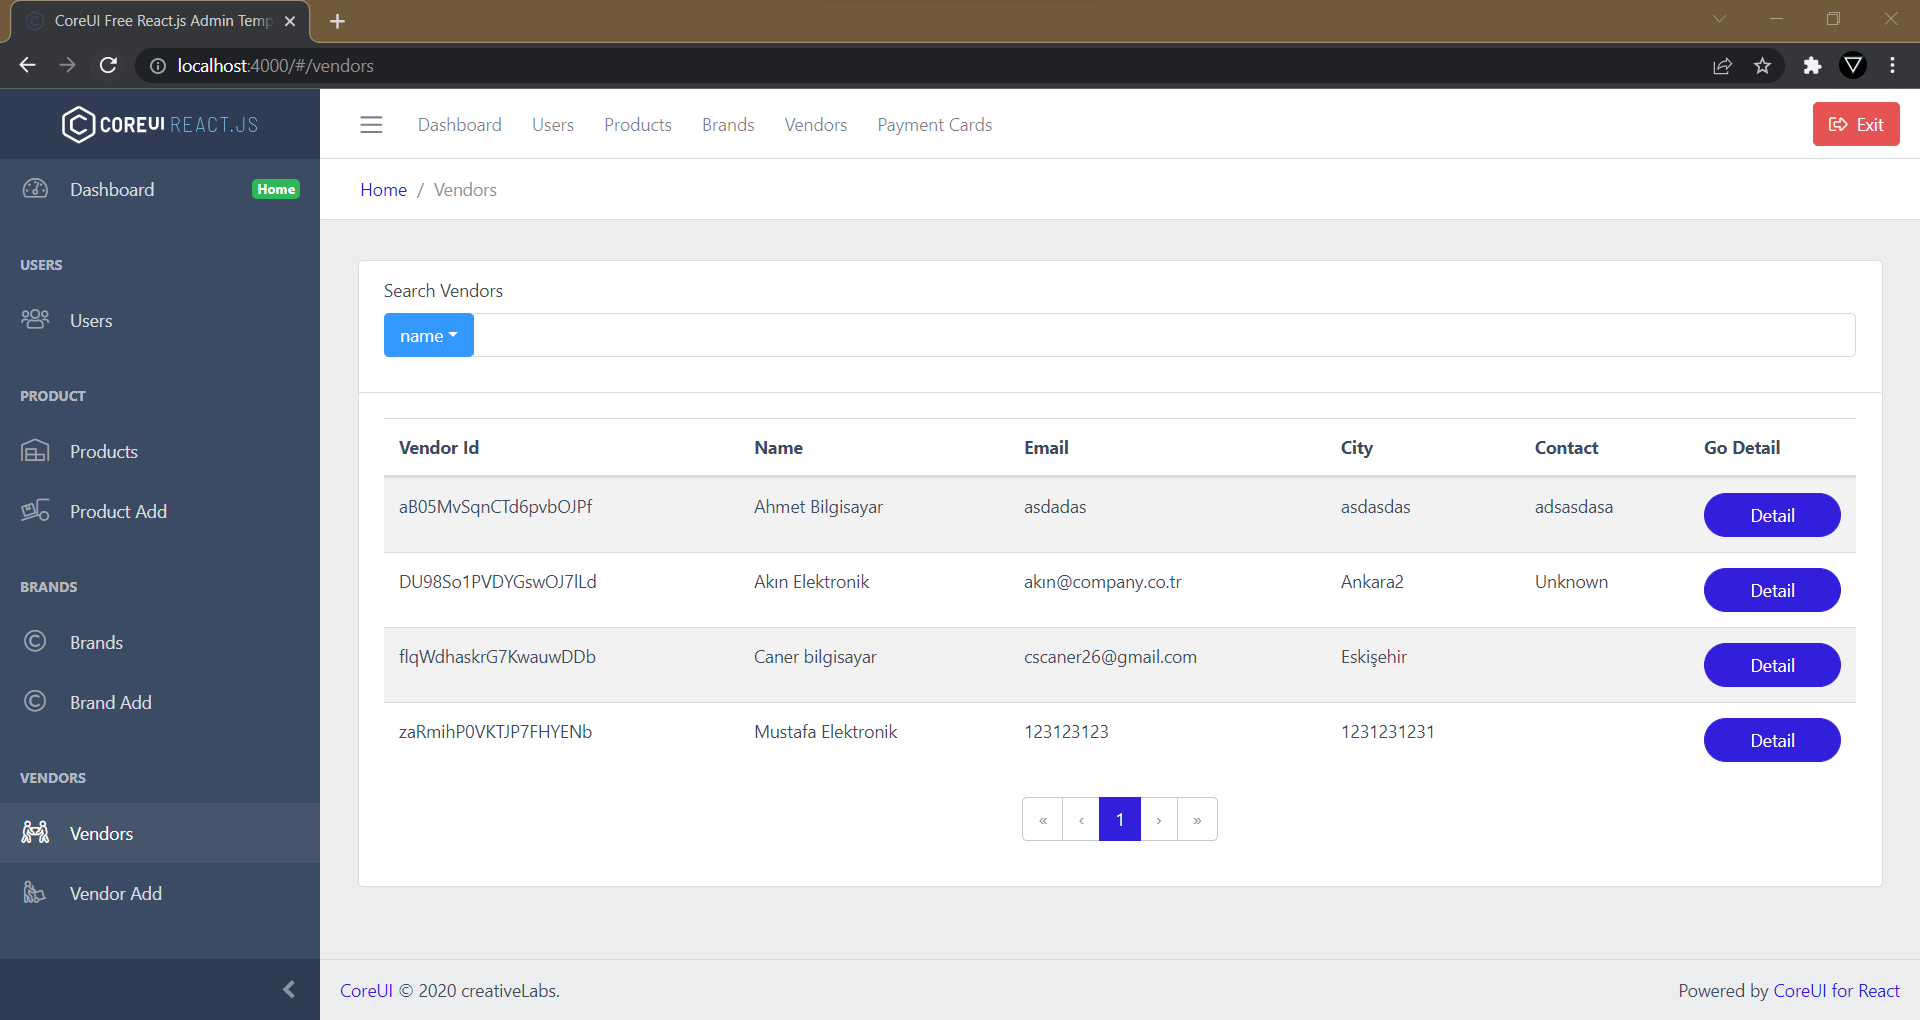 CoreUI Free React.js Admin Temp
localhost:4000/#/vendors
COREUI REACT.JS
Dashboard Users Products Brands Vendors Payment Cards Exit
Dashboard Home
Home / Vendors
USERS
Users
PRODUCT
Products
Product Add
BRANDS
Brands
Brand Add
VENDORS
Vendors
Vendor Add
Search Vendors
name
Vendor Id Name Email City Contact Go Detail
aB05MvSqnCTd6pvbOJPf Ahmet Bilgisayar asdadas asdasdas adsasdasa Detail
DU98So1PVDYGswOJ7lLd Akın Elektronik akın@company.co.tr Ankara2 Unknown Detail
flqWdhaskrG7KwauwDDb Caner bilgisayar cscaner26@gmail.com Eskişehir Detail
zaRmihP0VKTJP7FHYENb Mustafa Elektronik 123123123 1231231231 Detail
« ‹ 1 › »
CoreUI © 2020 creativeLabs.
Powered by CoreUI for React